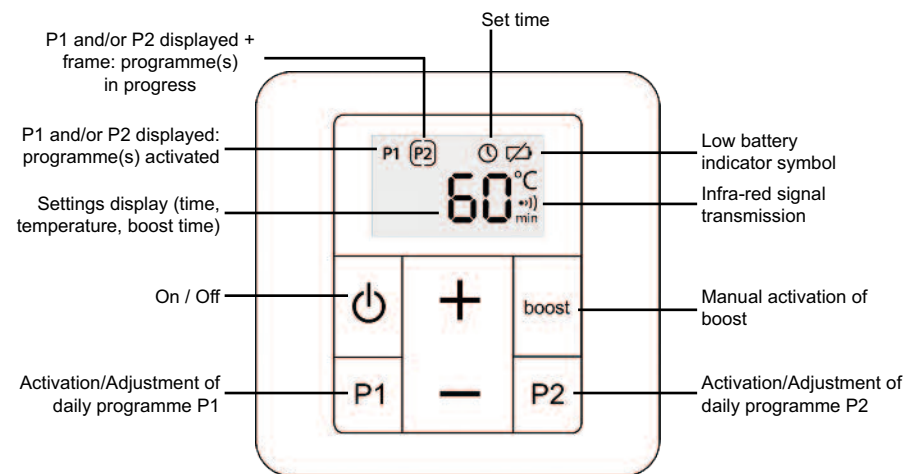 Set time
P1 and/or P2 displayed +
frame: programme(s)
in progress
P1 and/or P2 displayed:
programme(s) activated
Settings display (time,
temperature, boost time)
On / Off
Activation/Adjustment of
daily programme P1
P1 P2
60°C
min
boost
P1
P2
+
−
Low battery
indicator symbol
Infra-red signal
transmission
Manual activation of
boost
Activation/Adjustment of
daily programme P2